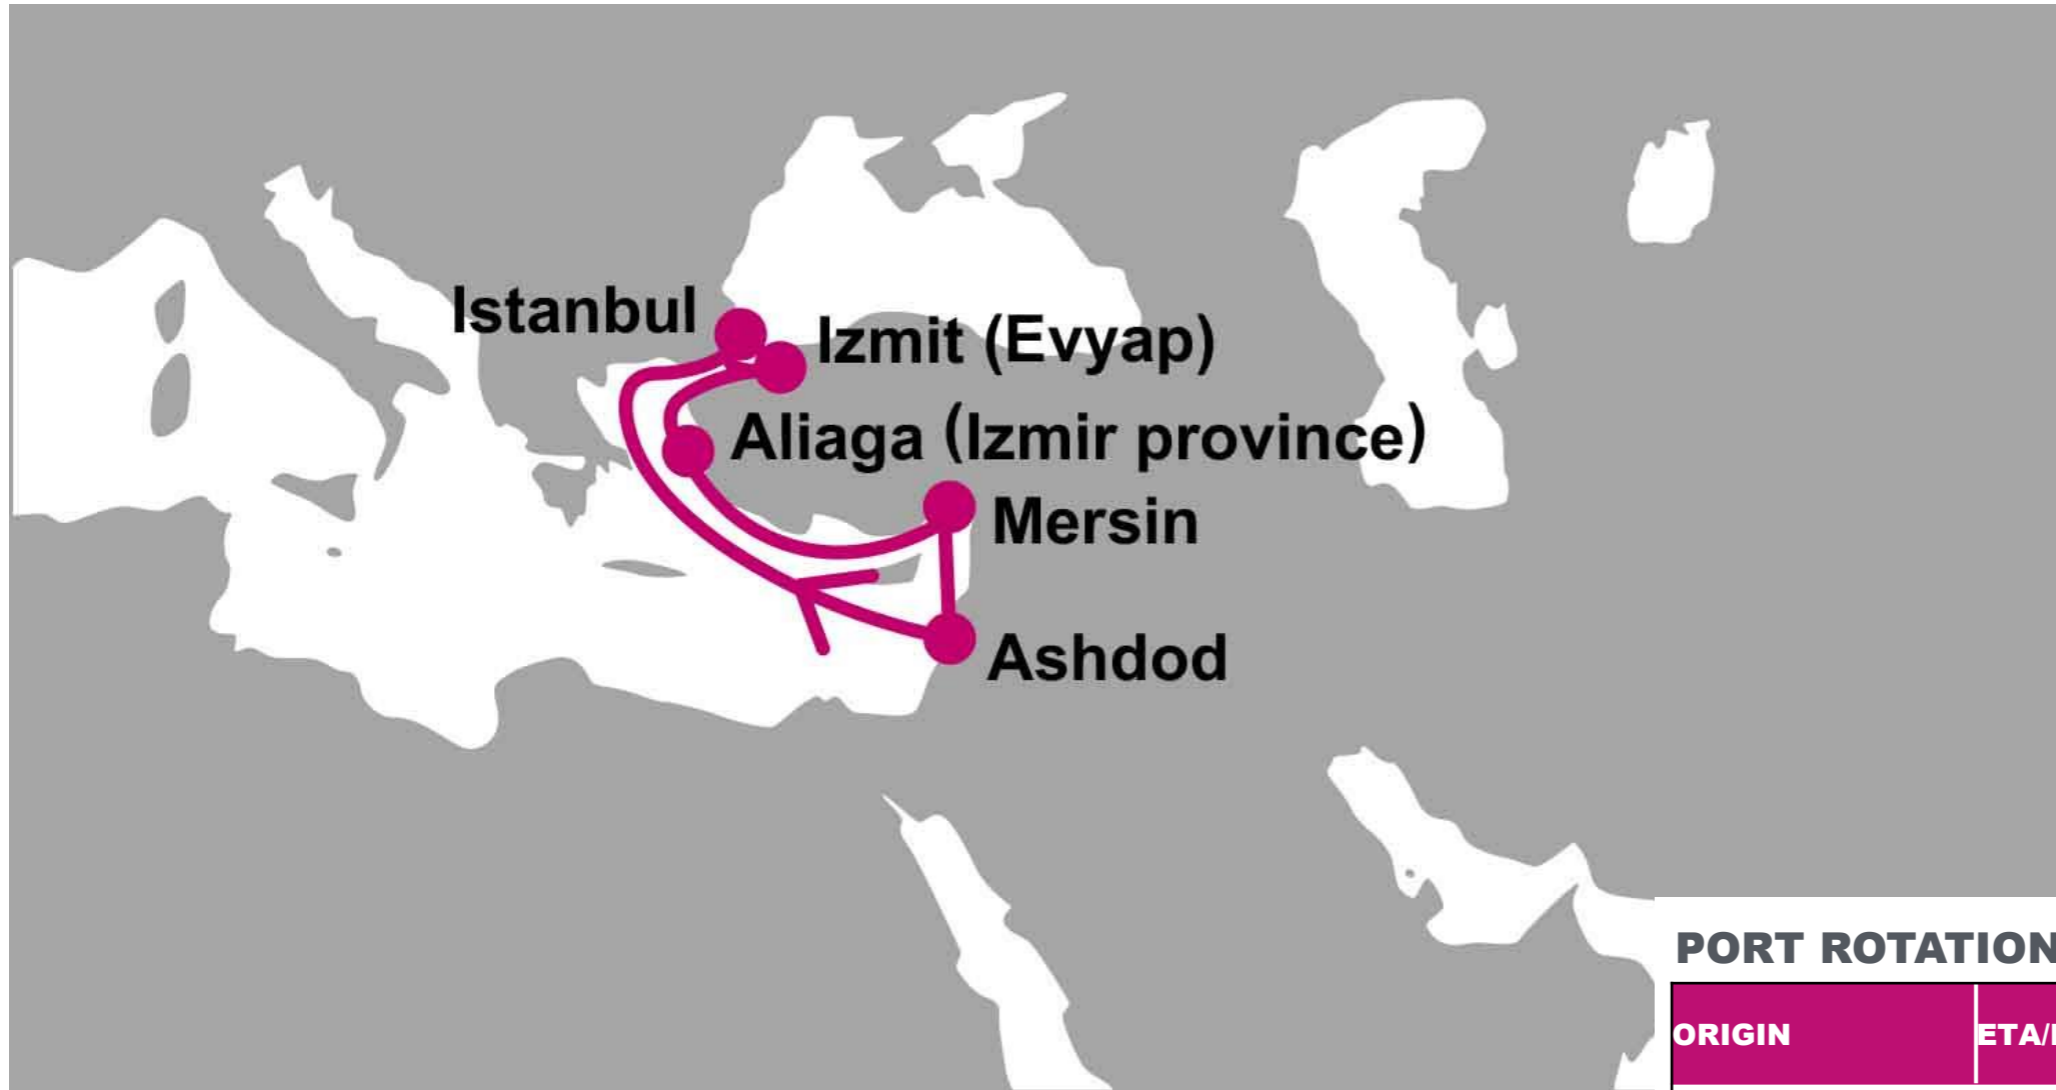 Istanbul
Izmit (Evyap)
Aliaga (Izmir province)
Mersin
Ashdod
PORT ROTATION
ORIGIN